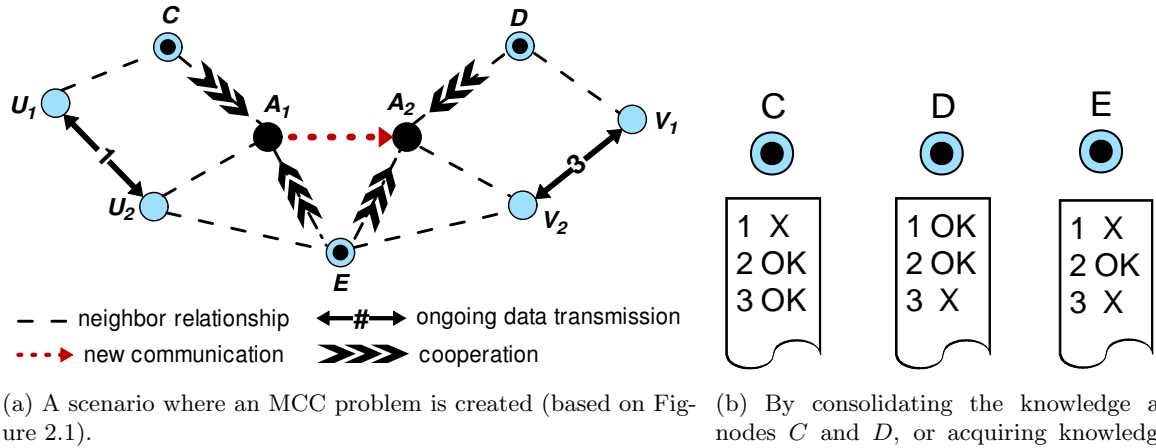 C
D
U1
A1
A2
V1
1
3
U2
V2
E
– – neighbor relationship
# ongoing data transmission
new communication
cooperation
(a) A scenario where an MCC problem is created (based on Fig-
ure 2.1).
C D E
1 X
2 OK
3 OK
1 OK
2 OK
3 X
1 X
2 OK
3 X
(b) By consolidating the knowledge a
nodes C and D, or acquiring knowledg